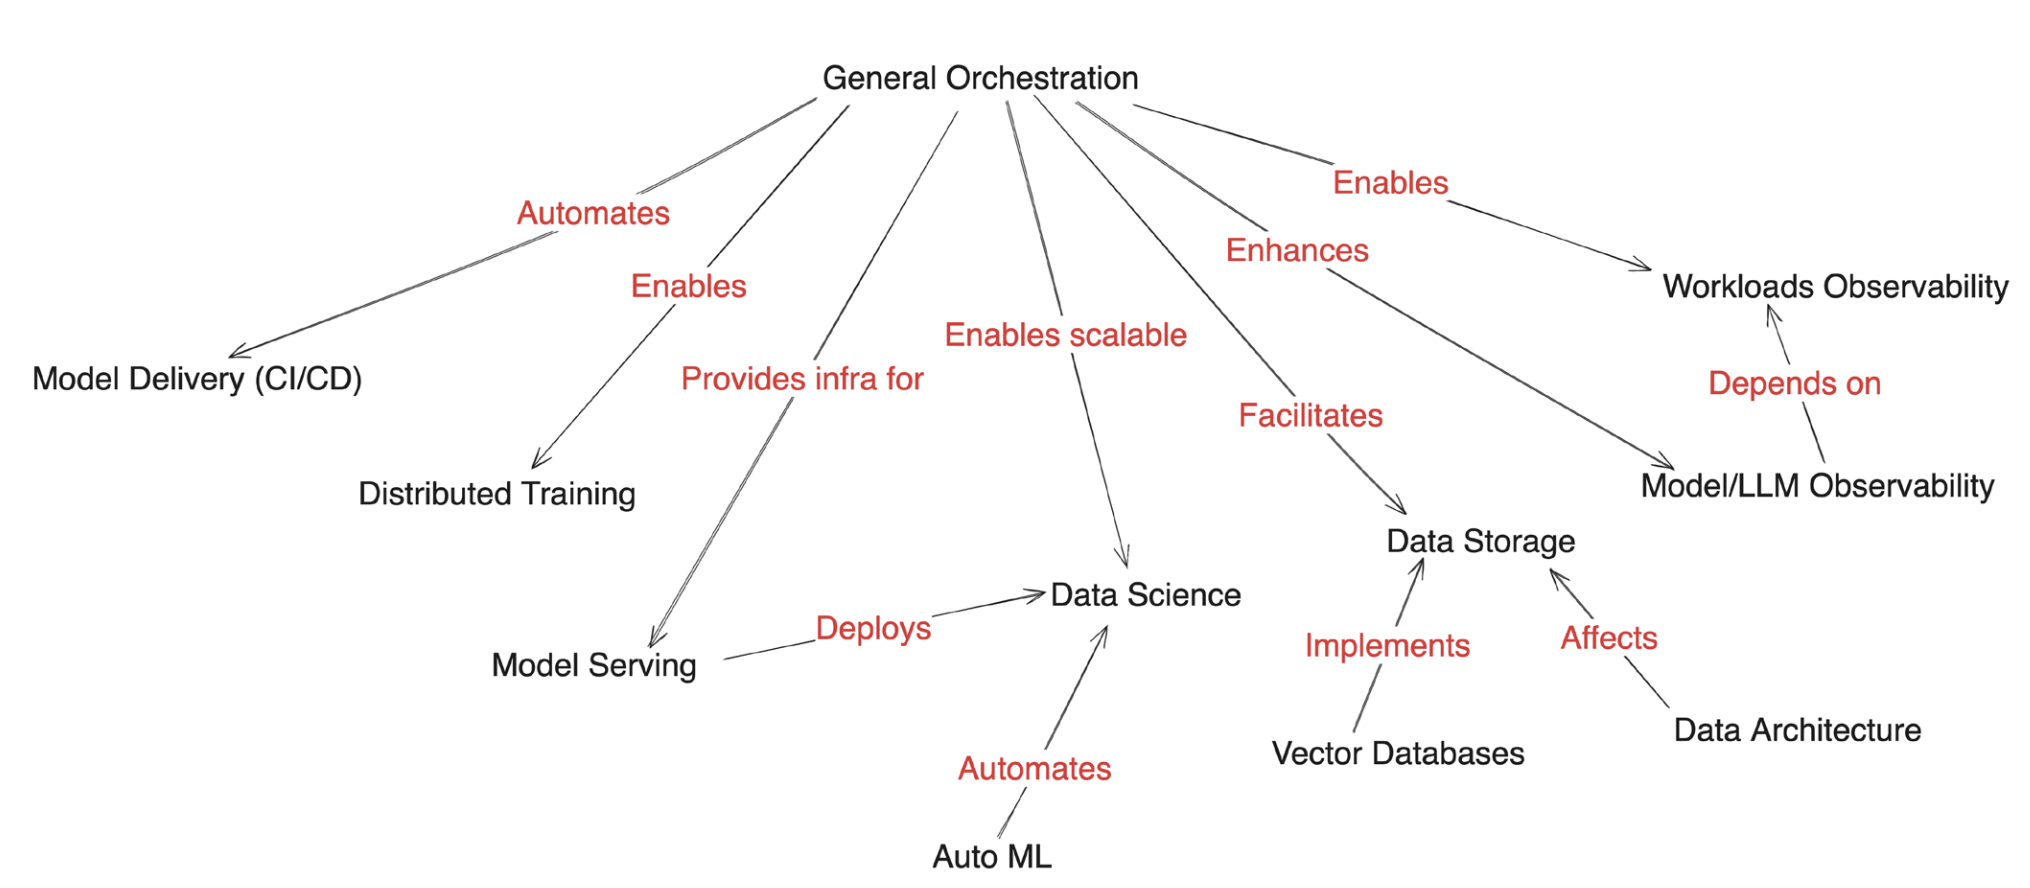 General Orchestration
Enables
Automates
Enhances
Enables
Workloads Observability
Enables scalable
Model Delivery (CI/CD)
Provides infra for
Depends on
Facilitates
Distributed Training
Model/LLM Observability
Data Storage
Data Science
Deploys
Implements
Affects
Model Serving
Data Architecture
Vector Databases
Automates
Auto ML